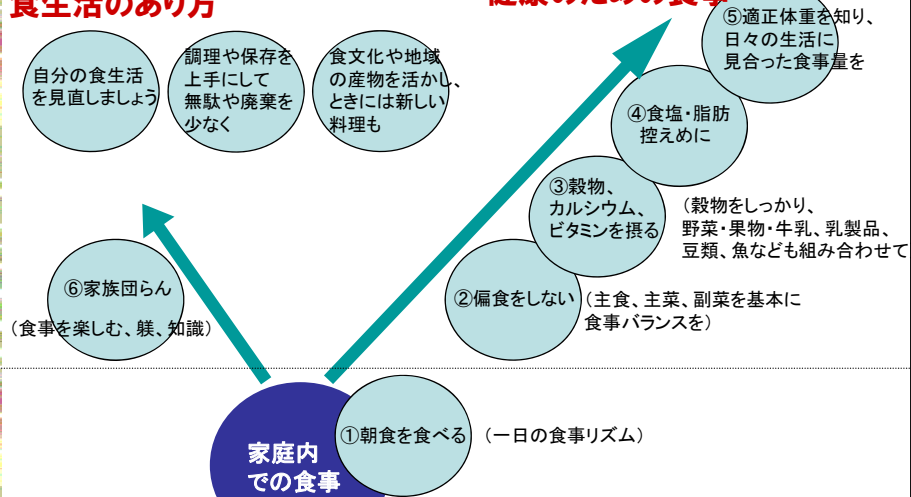 食生活のあり方
健康のための食事
自分の食生活
を見直しましょう
調理や保存を
上手にして
無駄や廃棄を
少なく
食文化や地域
の産物を活かし、
ときには新しい
料理も
⑤適正体重を知り、
日々の生活に
見合った食事量を
④食塩・脂肪
控えめに
③穀物、
カルシウム、
ビタミンを摂る
(穀物をしっかり、
野菜・果物・牛乳、乳製品、
豆類、魚なども組み合わせて
②偏食をしない
(主食、主菜、副菜を基本に
食事バランスを)
⑥家族団らん
(食事を楽しむ、躾、知識)
①朝食を食べる
(一日の食事リズム)
家庭内
での食事